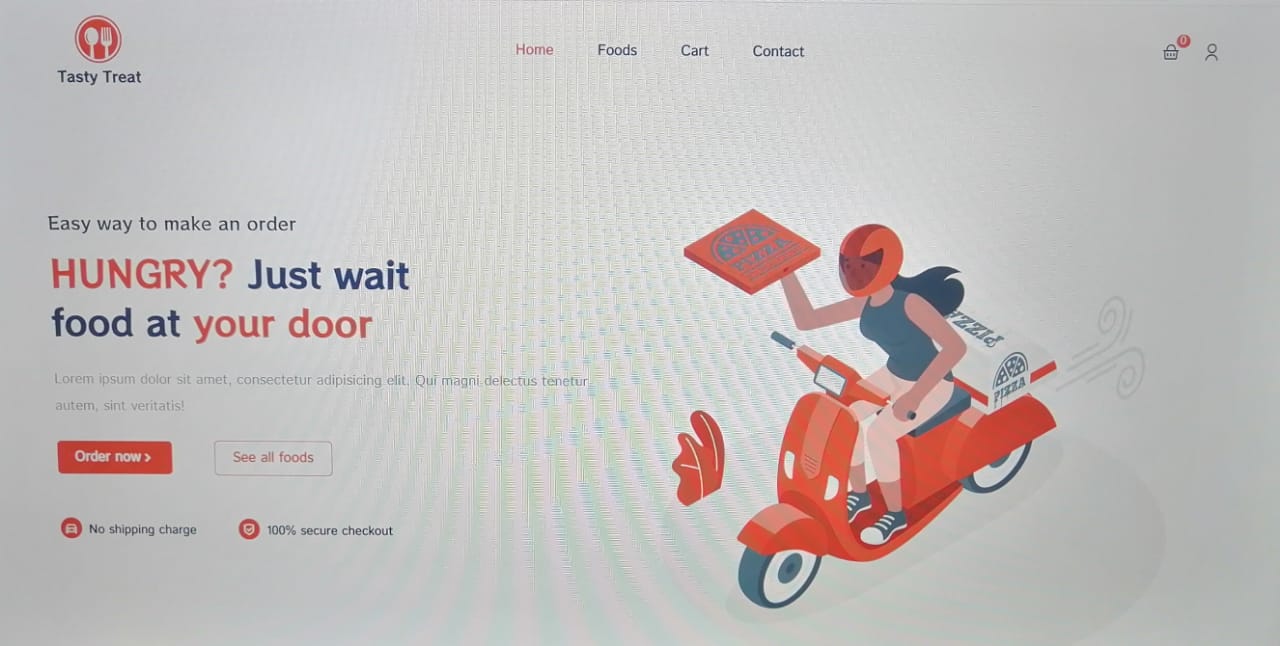 Tasty Treat
Home Foods Cart Contact
0
Easy way to make an order
HUNGRY? Just wait
food at your door
Lorem ipsum dolor sit amet, consectetur adipisicing elit. Qui magni delectus tenetur
autem, sint veritatis!
Order now >
See all foods
No shipping charge
100% secure checkout
PIZZA
PIZZA
PIZZA